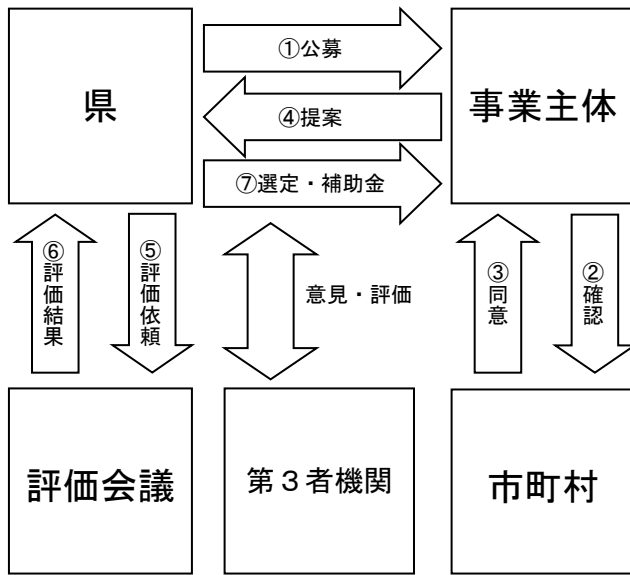 ①公募
県
④提案
事業主体
⑦選定・補助金
⑥評価結果
⑤評価依頼
意見・評価
③同意
②確認
評価会議
第３者機関
市町村